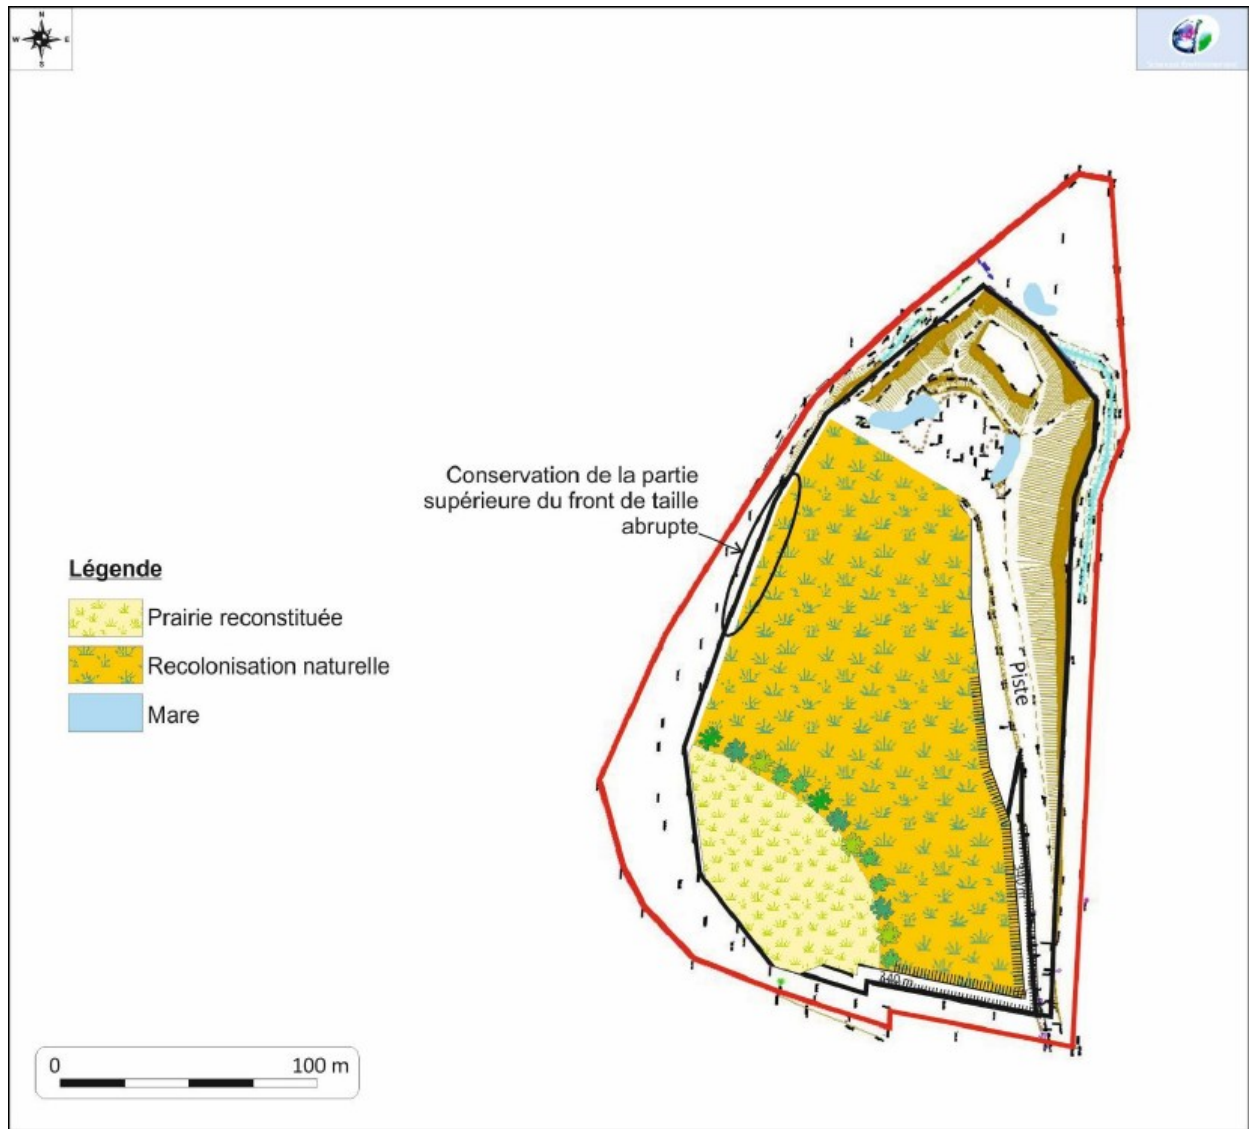 N
W E
S
Conservation de la partie
supérieure du front de taille
abrupte
Légende
Prairie reconstituée
Recolonisation naturelle
Mare
Piste
340 m
0 100 m